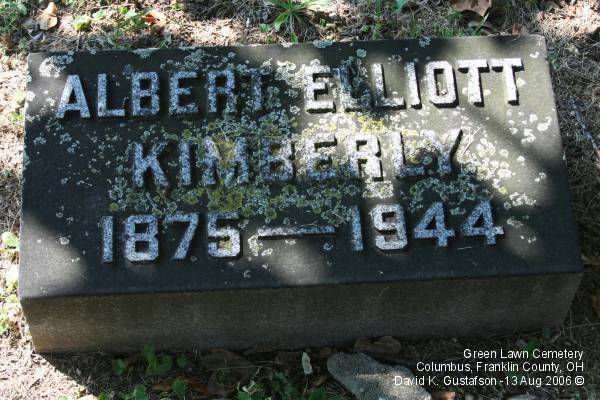 ALBERT ELLIOTT
KIMBERLY
1875 — 1944
Green Lawn Cemetery
Columbus, Franklin County, OH
David K. Gustafson -13 Aug 2006 ©